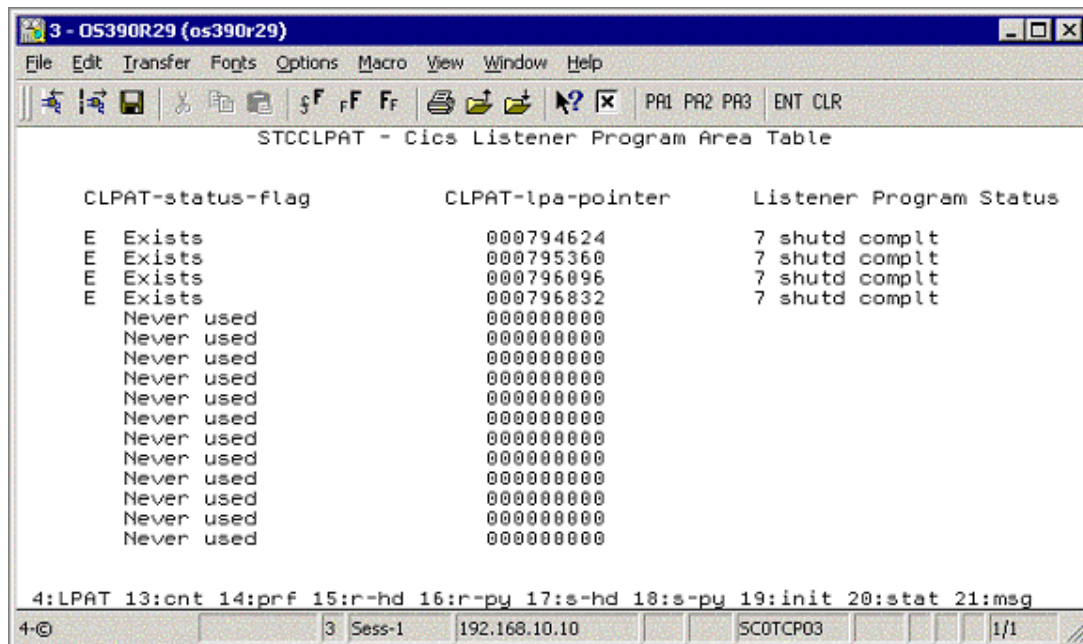 3 - OS390R29 (os390r29)
File Edit Transfer Fonts Options Macro View Window Help
PA1 PA2 PA3 ENT CLR
STCCLPAT - Cics Listener Program Area Table
CLPAT-status-flag CLPAT-lpa-pointer Listener Program Status
E Exists 000794624 7 shutd complt
E Exists 000795360 7 shutd complt
E Exists 000796096 7 shutd complt
E Exists 000796832 7 shutd complt
Never used 000000000
Never used 000000000
Never used 000000000
Never used 000000000
Never used 000000000
Never used 000000000
Never used 000000000
Never used 000000000
Never used 000000000
Never used 000000000
Never used 000000000
Never used 000000000
4:LPAT 13:cnt 14:prf 15:r-hd 16:r-py 17:s-hd 18:s-py 19:init 20:stat 21:msg
4-© 3 Sess-1 192.168.10.10 SC0TCP03 1/1